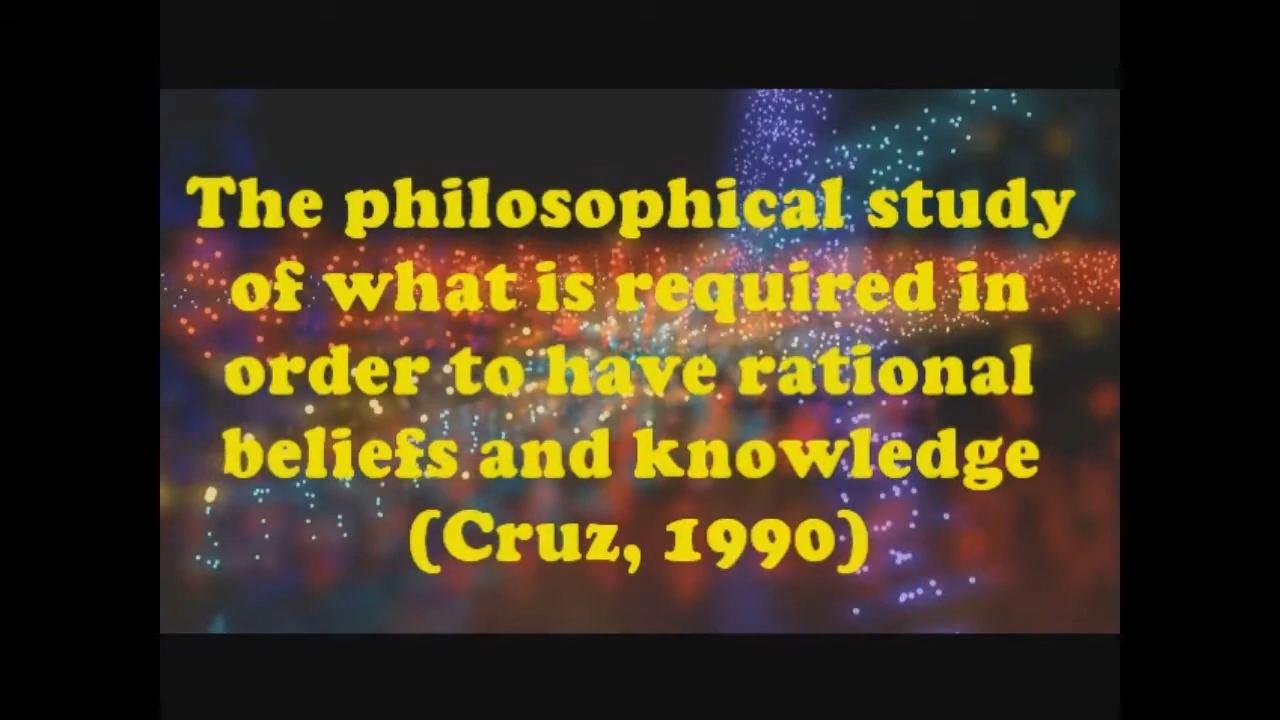 The philosophical study
of what is required in
order to have rational
beliefs and knowledge
(Cruz, 1990)